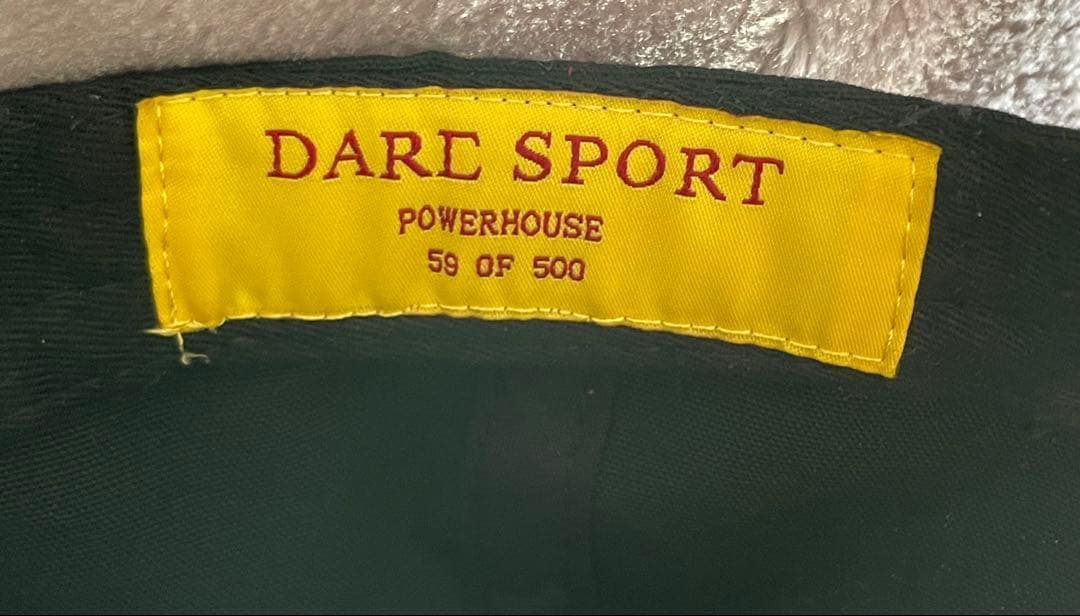 DARE SPORT
POWERHOUSE
59 OF 500